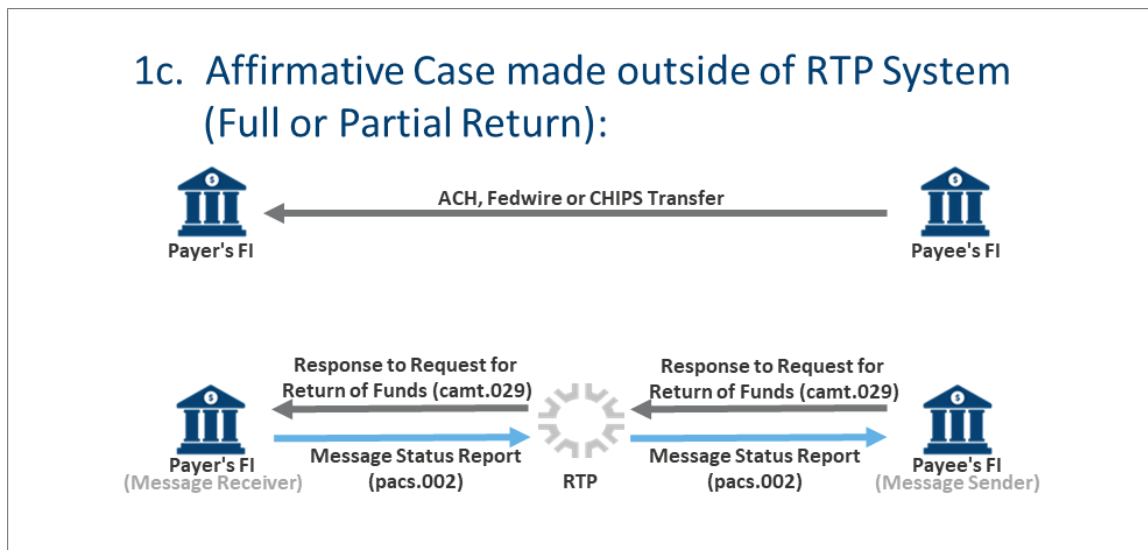 1c. Affirmative Case made outside of RTP System
(Full or Partial Return):
ACH, Fedwire or CHIPS Transfer
$
Payer's FI
$
Payee's FI
Response to Request for
Return of Funds (camt.029)
Response to Request for
Return of Funds (camt.029)
$
Payer's FI
(Message Receiver)
Message Status Report
(pacs.002)
RTP
Message Status Report
(pacs.002)
$
Payee's FI
(Message Sender)